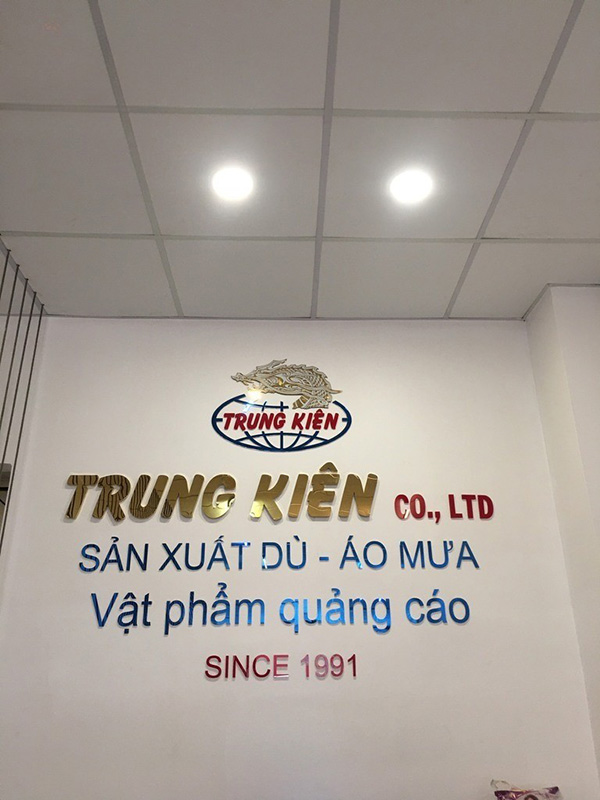 TRUNG KIÊN
TRUNG KIÊN CO., LTD
SẢN XUẤT DÙ - ÁO MƯA
Vật phẩm quảng cáo
SINCE 1991